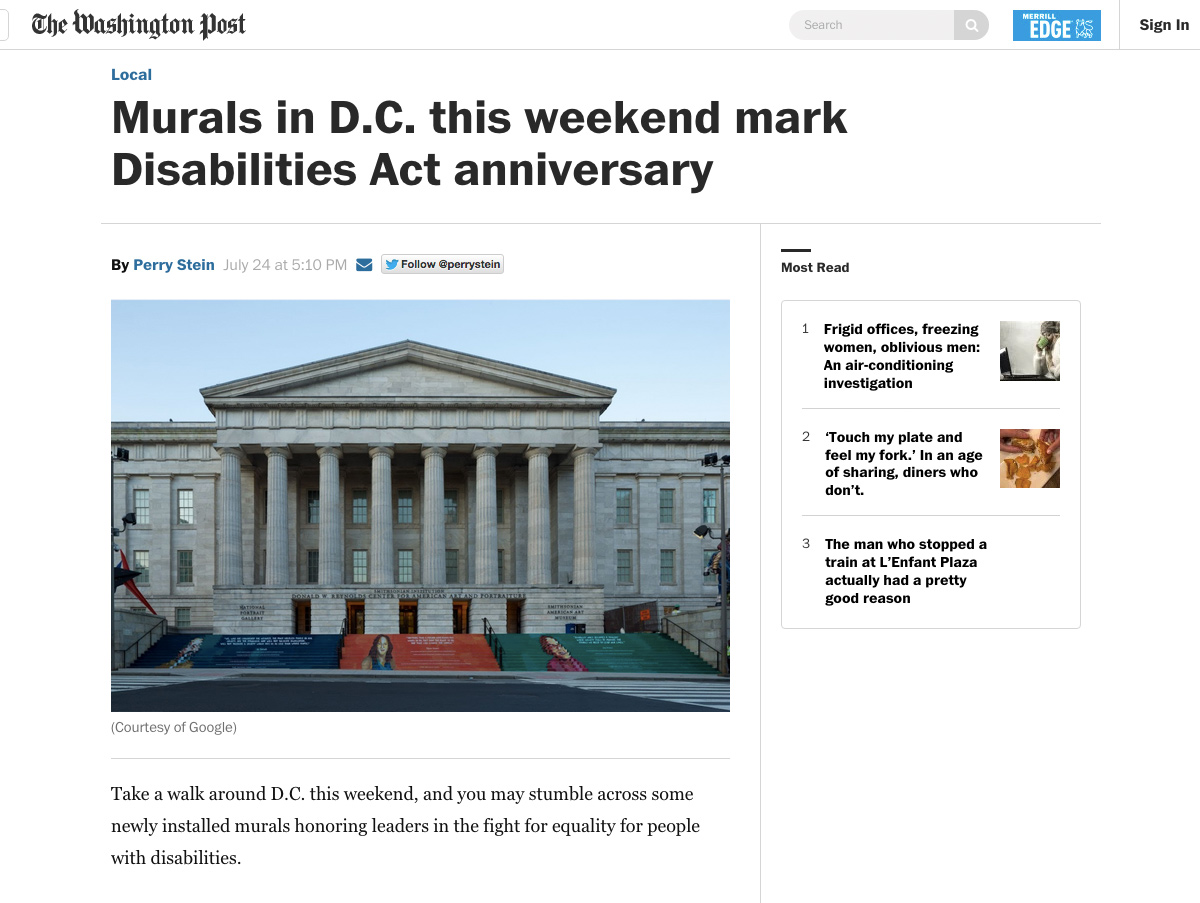 The Washington Post
Search
MERRILL
EDGE
Sign In
Local
Murals in D.C. this weekend mark
Disabilities Act anniversary
By Perry Stein July 24 at 5:10 PM
Follow @perrystein
SMITHSONIAN INSTITUTION
DONALD W. REYNOLDS CENTER FOR AMERICAN ART AND PORTRAITURE
NATIONAL
PORTRAIT
GALLERY
SMITHSONIAN
AMERICAN ART
MUSEUM
(Courtesy of Google)
Take a walk around D.C. this weekend, and you may stumble across some
newly installed murals honoring leaders in the fight for equality for people
with disabilities.
Most Read
1 Frigid offices, freezing
women, oblivious men:
An air-conditioning
investigation
2 ‘Touch my plate and
feel my fork.’ In an age
of sharing, diners who
don’t.
3 The man who stopped a
train at L’Enfant Plaza
actually had a pretty
good reason